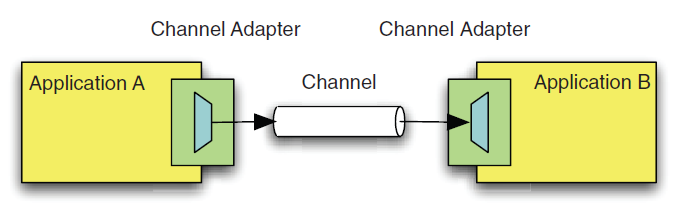 Channel Adapter
Channel Adapter
Application A
Channel
Application B